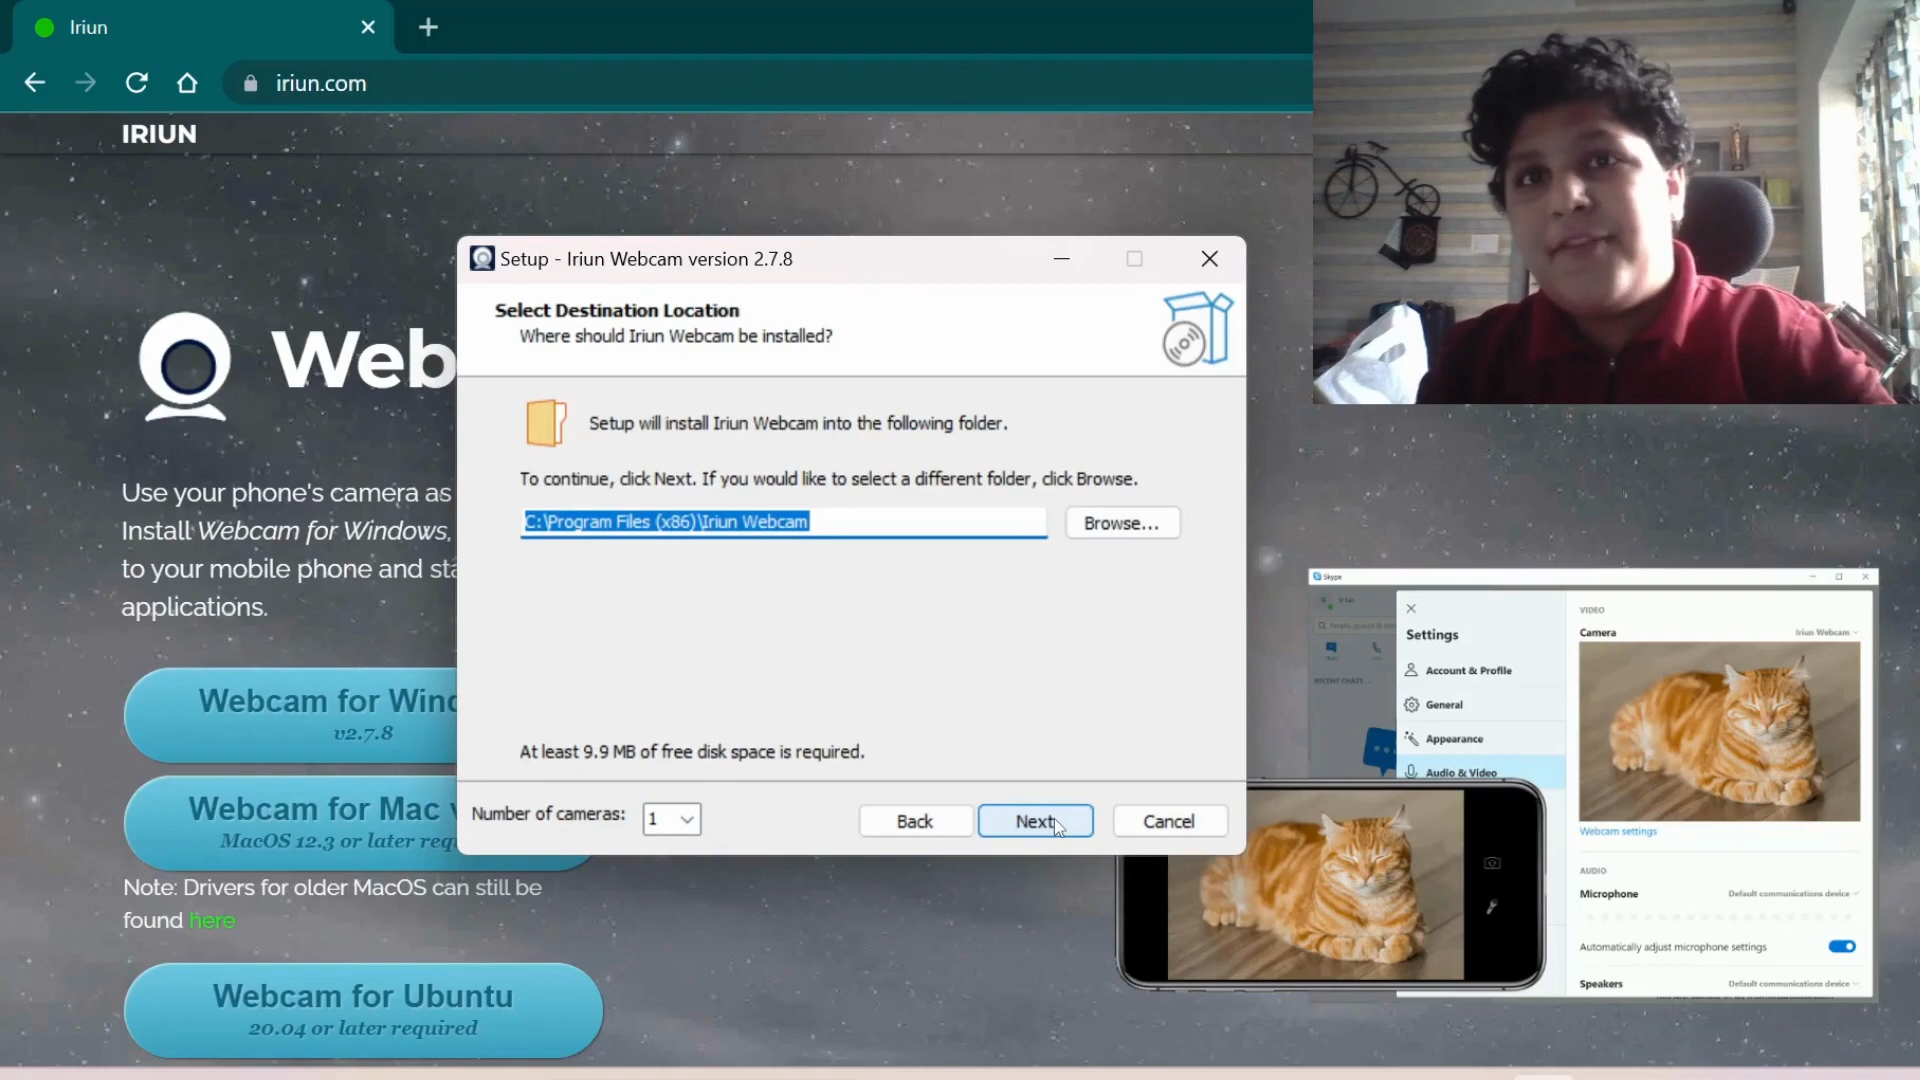 Iriun
iriun.com
IRIUN
Setup - Iriun Webcam version 2.7.8
Select Destination Location
Where should Iriun Webcam be installed?
Setup will install Iriun Webcam into the following folder.
To continue, click Next. If you would like to select a different folder, click Browse.
C:\Program Files (x86)\Iriun Webcam
Browse...
At least 9.9 MB of free disk space is required.
Number of cameras: 1
Back
Next
Cancel
Web
Use your phone's camera as
Install Webcam for Windows,
to your mobile phone and sta
applications.
Webcam for Wind
v2.7.8
Webcam for Mac v
MacOS 12.3 or later req
Note: Drivers for older MacOS can still be
found here
Webcam for Ubuntu
20.04 or later required
Skype
Settings
Account & Profile
General
Appearance
Audio & Video
RECENT CHATS
VIDEO
Camera
Iriun Webcam
Webcam settings
AUDIO
Microphone
Default communications device
Automatically adjust microphone settings
Speakers
Default communications device